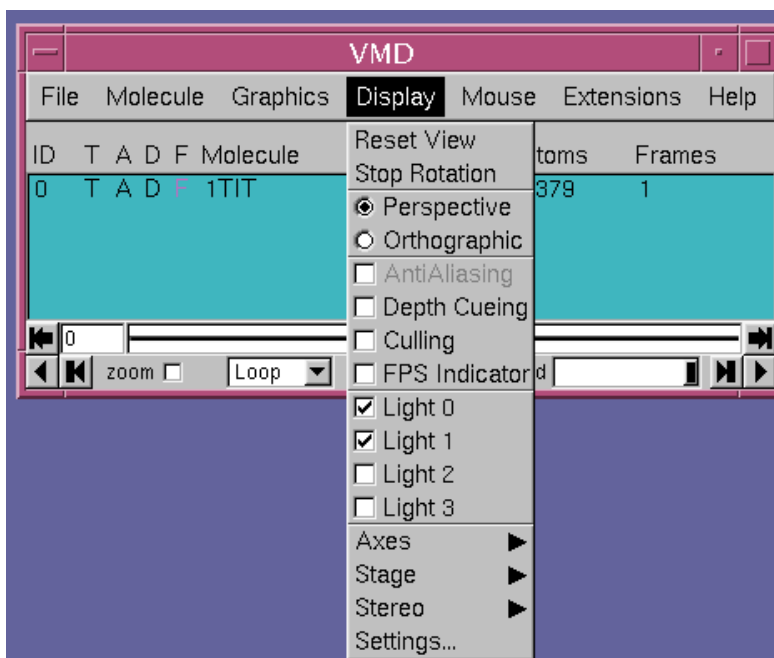 VMD
File Molecule Graphics Display Mouse Extensions Help
ID T A D F Molecule toms Frames
0 T A D F 1TIT 379 1
Reset View
Stop Rotation
Perspective
Orthographic
AntiAliasing
Depth Cueing
Culling
FPS Indicator
Light 0
Light 1
Light 2
Light 3
Axes
Stage
Stereo
Settings...
0
zoom Loop d